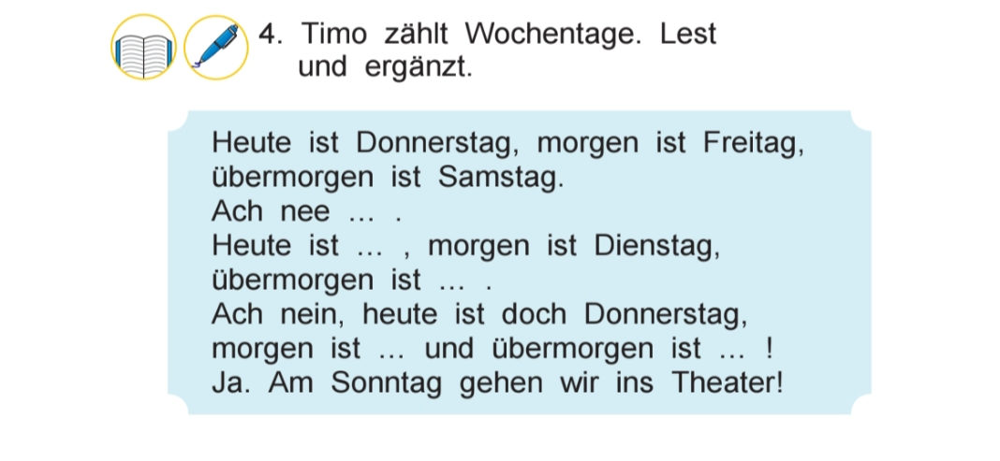 4. Timo zählt Wochentage. Lest
und ergänzt.
Heute ist Donnerstag, morgen ist Freitag,
übermorgen ist Samstag.
Ach nee ... .
Heute ist ... , morgen ist Dienstag,
übermorgen ist ... .
Ach nein, heute ist doch Donnerstag,
morgen ist ... und übermorgen ist ... !
Ja. Am Sonntag gehen wir ins Theater!